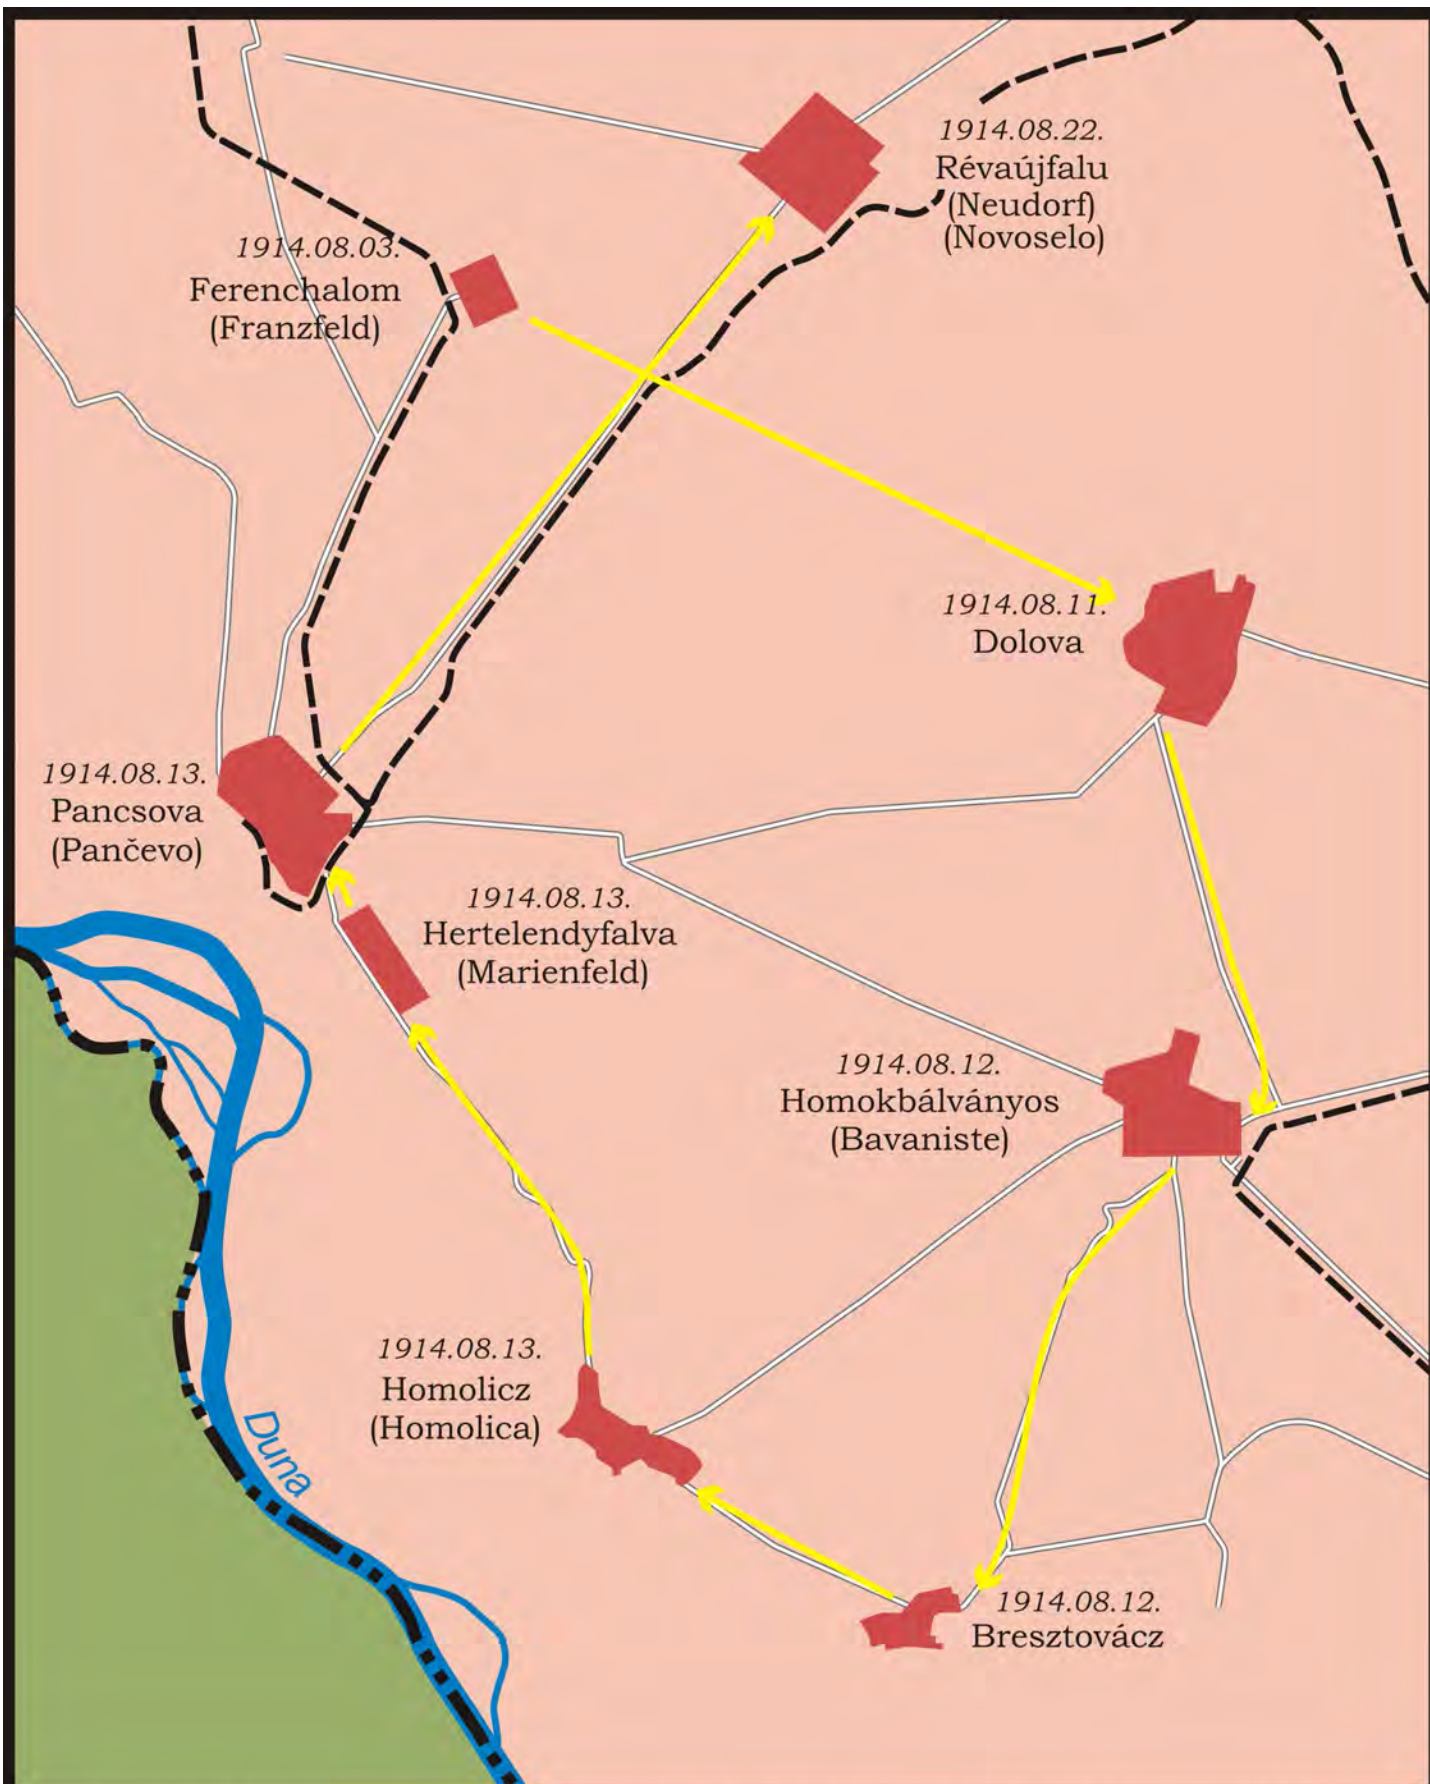 1914.08.22.
Révaújfalu
(Neudorf)
(Novoselo)
1914.08.03.
Ferenchalom
(Franzfeld)
1914.08.11.
Dolova
1914.08.13.
Pancsova
(Pančevo)
1914.08.13.
Hertelendyfalva
(Marienfeld)
1914.08.12.
Homokbálványos
(Bavaniste)
1914.08.13.
Homolicz
(Homolica)
Duna
1914.08.12.
Bresztovácz